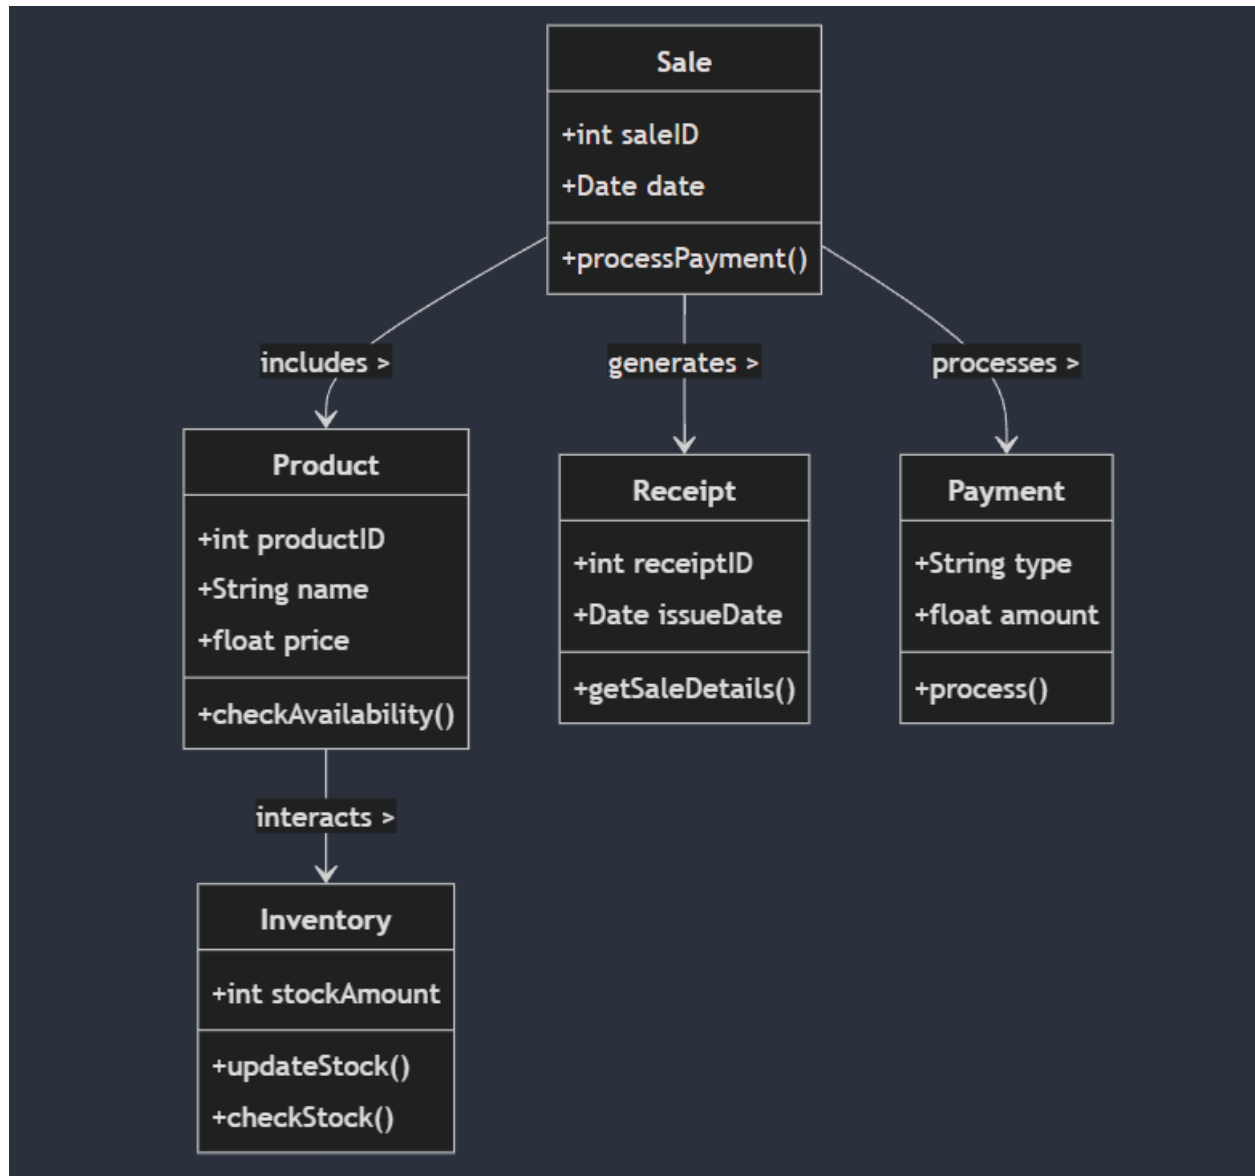 Sale
+int saleID
+Date date
+processPayment()
includes >
generates >
processes >
Product
+int productID
+String name
+float price
+checkAvailability()
Receipt
+int receiptID
+Date issueDate
+getSaleDetails()
Payment
+String type
+float amount
+process()
interacts >
Inventory
+int stockAmount
+updateStock()
+checkStock()